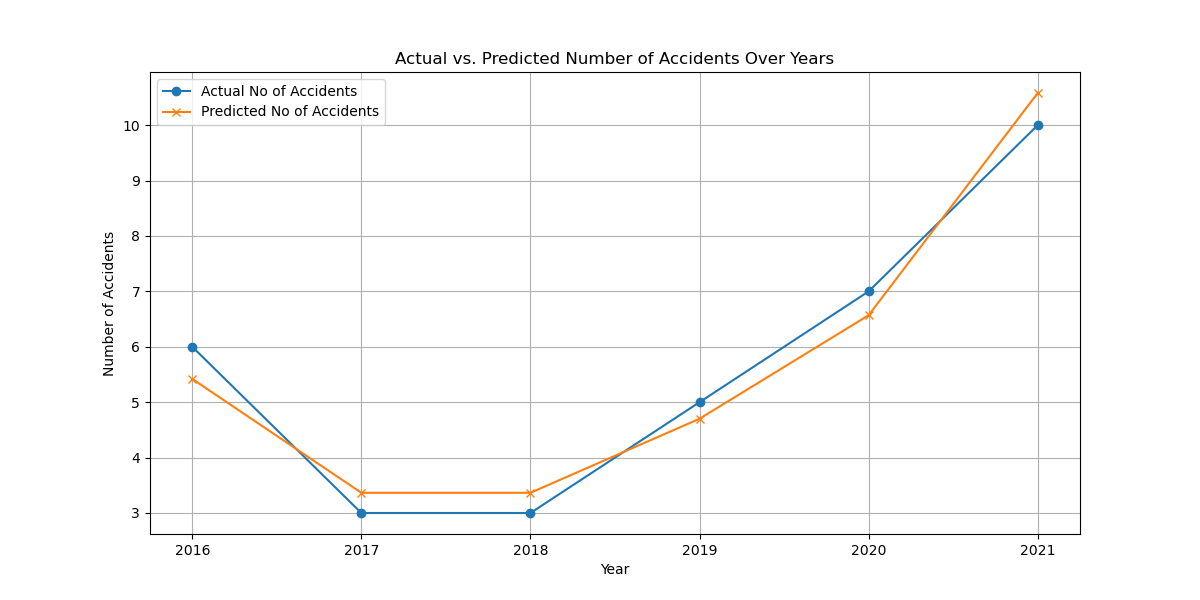 Actual vs. Predicted Number of Accidents Over Years
Actual No of Accidents
Predicted No of Accidents
Number of Accidents
10
9
8
7
6
5
4
3
2016 2017 2018 2019 2020 2021
Year